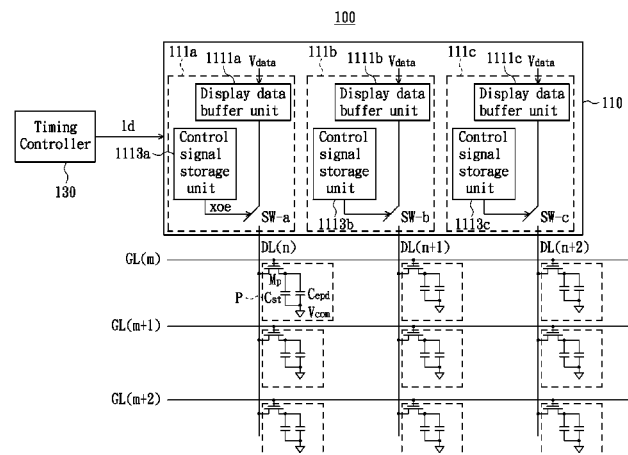 100
111a 1111a Vdata 111b 1111b Vdata 111c 1111c Vdata
Display data buffer unit
Display data buffer unit
Display data buffer unit
110
Timing Controller
130
ld
1113a
Control signal storage unit
Control signal storage unit
Control signal storage unit
xoe
SW-a
1113b
SW-b
1113c
SW-c
DL(n)
DL(n+1)
DL(n+2)
GL(m)
Mp
P
Cst
Cepd
Vcom
GL(m+1)
GL(m+2)